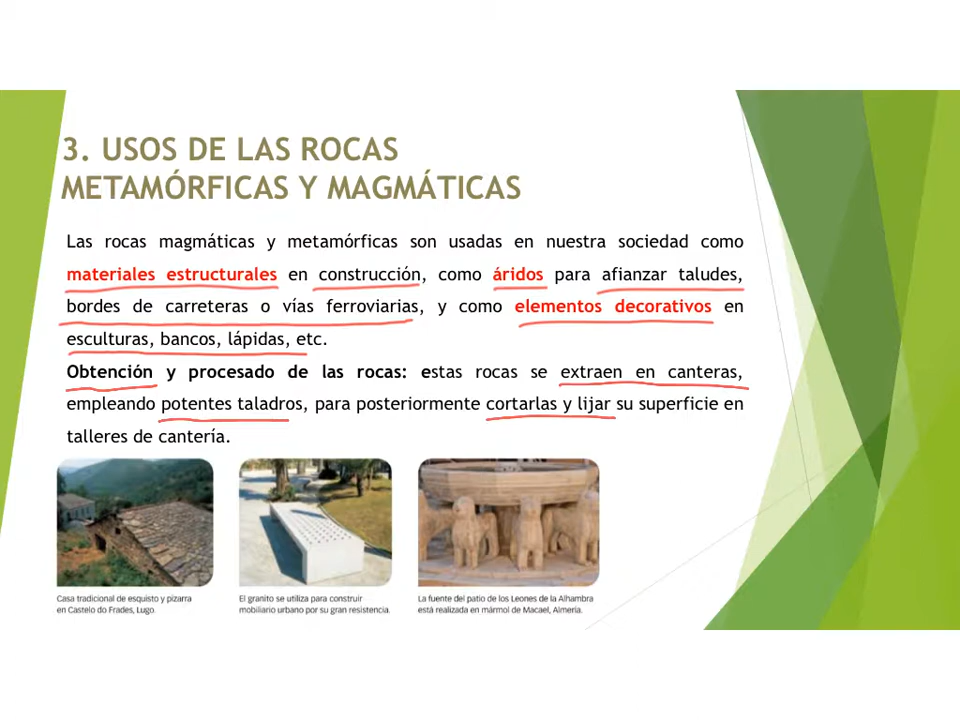 3. USOS DE LAS ROCAS
METAMÓRFICAS Y MAGMÁTICAS
Las rocas magmáticas y metamórficas son usadas en nuestra sociedad como
materiales estructurales en construcción, como áridos para afianzar taludes,
bordes de carreteras o vías ferroviarias, y como elementos decorativos en
esculturas, bancos, lápidas, etc.
Obtención y procesado de las rocas: estas rocas se extraen en canteras,
empleando potentes taladros, para posteriormente cortarlas y lijar su superficie en
talleres de cantería.
Casa tradicional de esquisto y pizarra
en Castelo do Frades, Lugo.
El granito se utiliza para construir
mobiliario urbano por su gran resistencia.
La fuente del patio de los Leones de la Alhambra
está realizada en mármol de Macael, Almería.